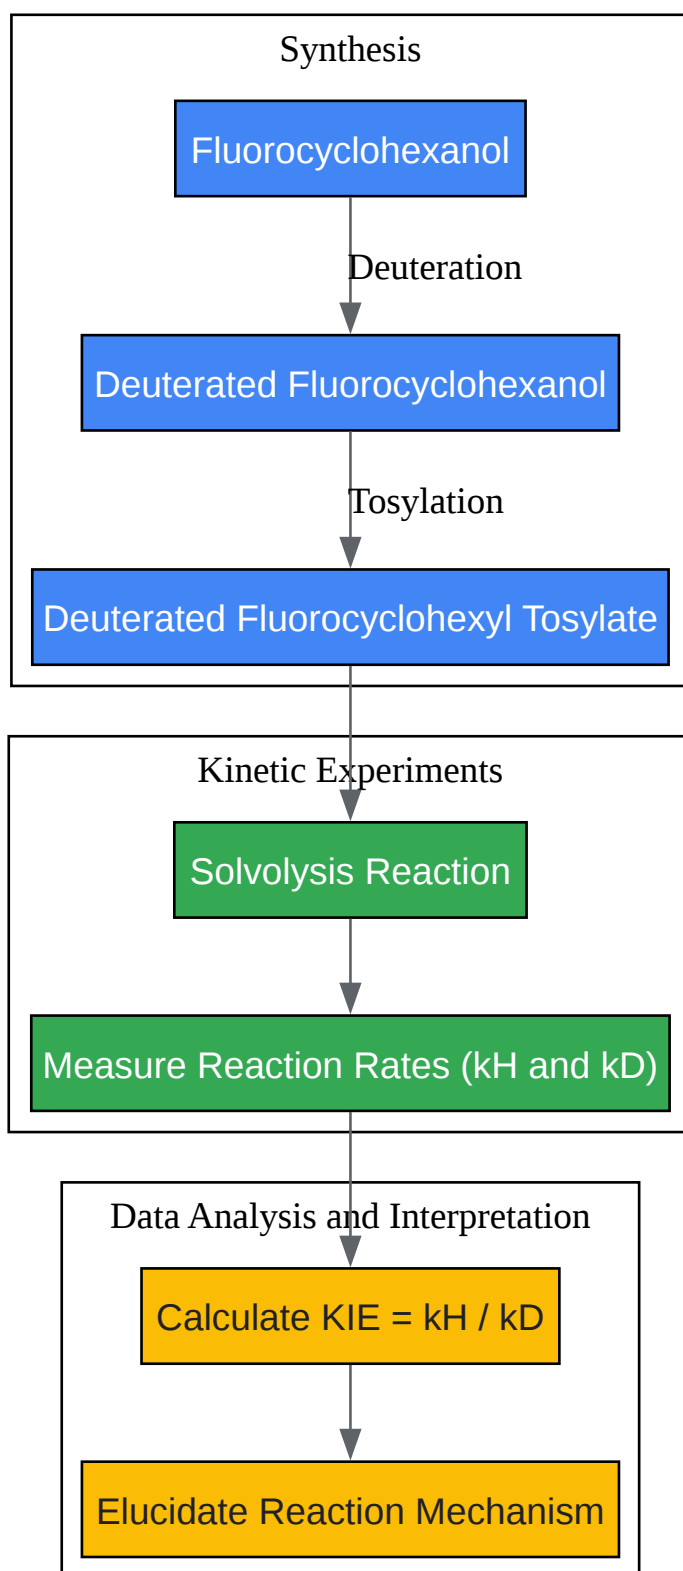 Synthesis
Fluorocyclohexanol
Deuteration
Deuterated Fluorocyclohexanol
Tosylation
Deuterated Fluorocyclohexyl Tosylate
Kinetic Experiments
Solvolysis Reaction
Measure Reaction Rates (kH and kD)
Data Analysis and Interpretation
Calculate KIE = kH / kD
Elucidate Reaction Mechanism